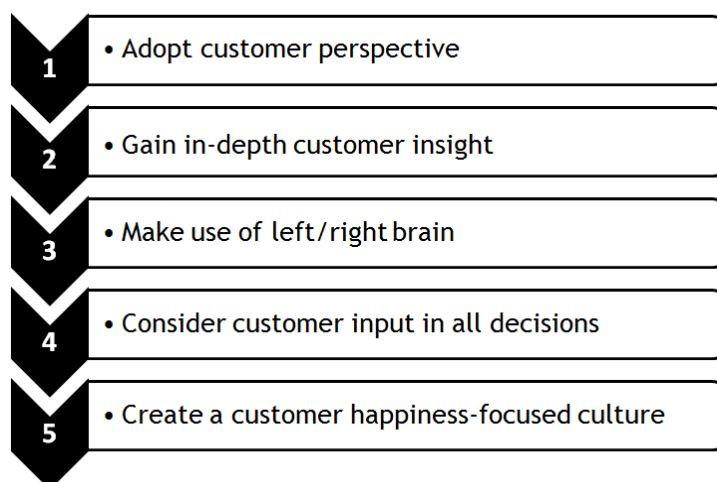 1
• Adopt customer perspective
2
• Gain in-depth customer insight
3
• Make use of left/right brain
4
• Consider customer input in all decisions
5
• Create a customer happiness-focused culture